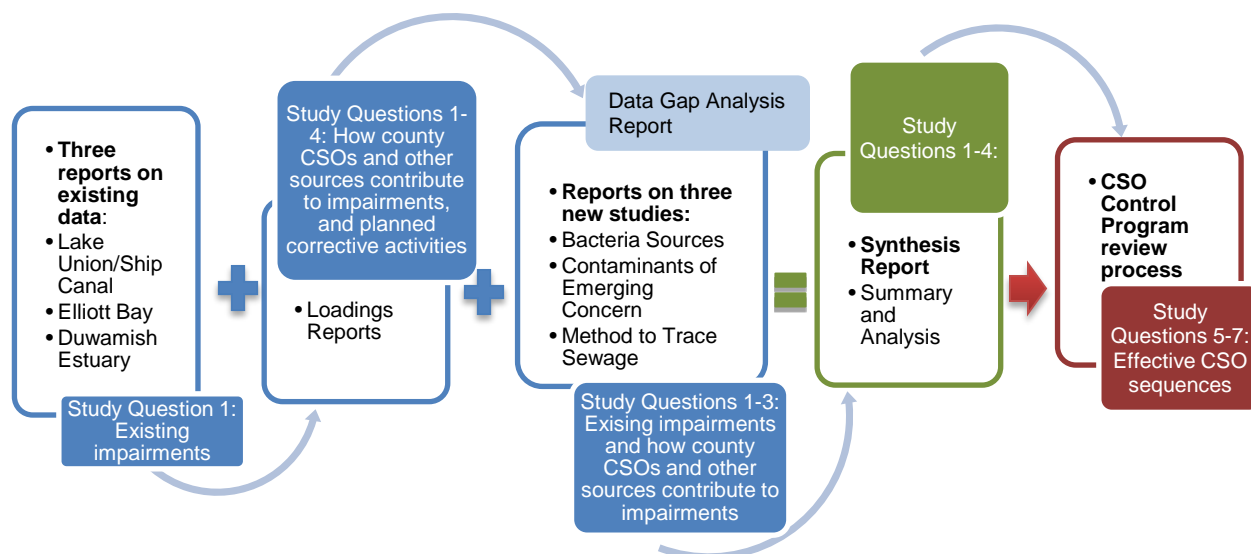 • Three
reports on
existing
data:
• Lake
Union/Ship
Canal
• Elliott Bay
• Duwamish
Estuary
Study Question 1:
Existing
impairments
Study Questions 1-
4: How county
CSOs and other
sources contribute
to impairments,
and planned
corrective activities
• Loadings
Reports
Data Gap Analysis
Report
• Reports on three
new studies:
• Bacteria Sources
• Contaminants of
Emerging
Concern
• Method to Trace
Sewage
Study Questions 1-3:
Exising impairments
and how county
CSOs and other
sources contribute to
impairments
Study
Questions 1-4:
• Synthesis
Report
• Summary
and
Analysis
• CSO
Control
Program
review
process
Study
Questions 5-7:
Effective CSO
sequences